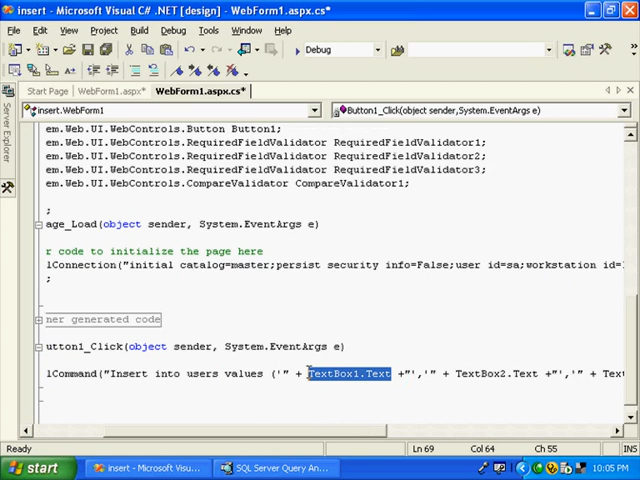 insert - Microsoft Visual C# .NET [design] - WebForm1.aspx.cs*
File Edit View Project Build Debug Tools Window Help
Debug
Start Page WebForm1.aspx* WebForm1.aspx.cs*
insert.WebForm1 Button1_Click(object sender,System.EventArgs e)
Server Explorer
em.Web.UI.WebControls.Button Button1;
em.Web.UI.WebControls.RequiredFieldValidator RequiredFieldValidator1;
em.Web.UI.WebControls.RequiredFieldValidator RequiredFieldValidator2;
em.Web.UI.WebControls.RequiredFieldValidator RequiredFieldValidator3;
em.Web.UI.WebControls.CompareValidator CompareValidator1;
;
age_Load(object sender, System.EventArgs e)
r code to initialize the page here
lConnection("initial catalog=master;persist security info=False;user id=sa;workstation id=
;
ner generated code
utton1_Click(object sender, System.EventArgs e)
lCommand("Insert into users values ('" + TextBox1.Text +"','" + TextBox2.Text +"','" + Text
Ready Ln 69 Col 64 Ch 55
start insert - Microsoft Visu... SQL Server Query An... 10:05 PM